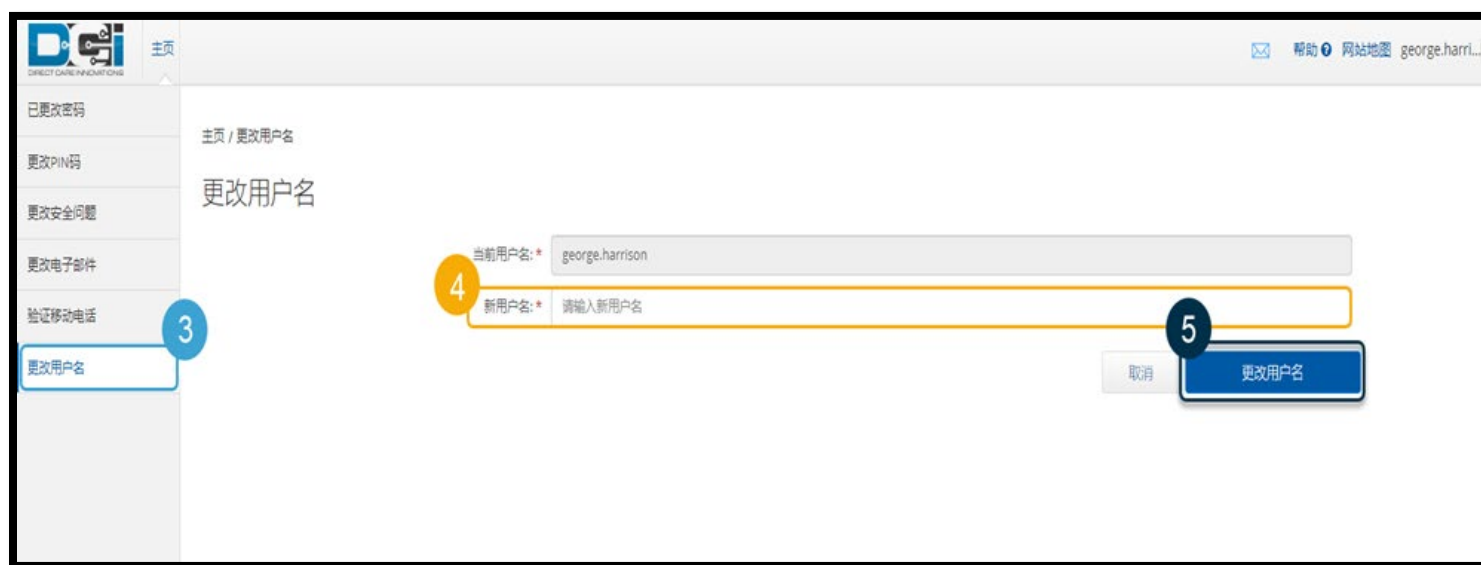 DCi
DIRECT CARE INNOVATIONS
主页
帮助 网站地图 george.harri...
已更改密码
更改PIN码
更改安全问题
更改电子邮件
验证移动电话
3
更改用户名
主页 / 更改用户名
更改用户名
当前用户名:* george.harrison
4
新用户名:* 请输入新用户名
5
取消 更改用户名